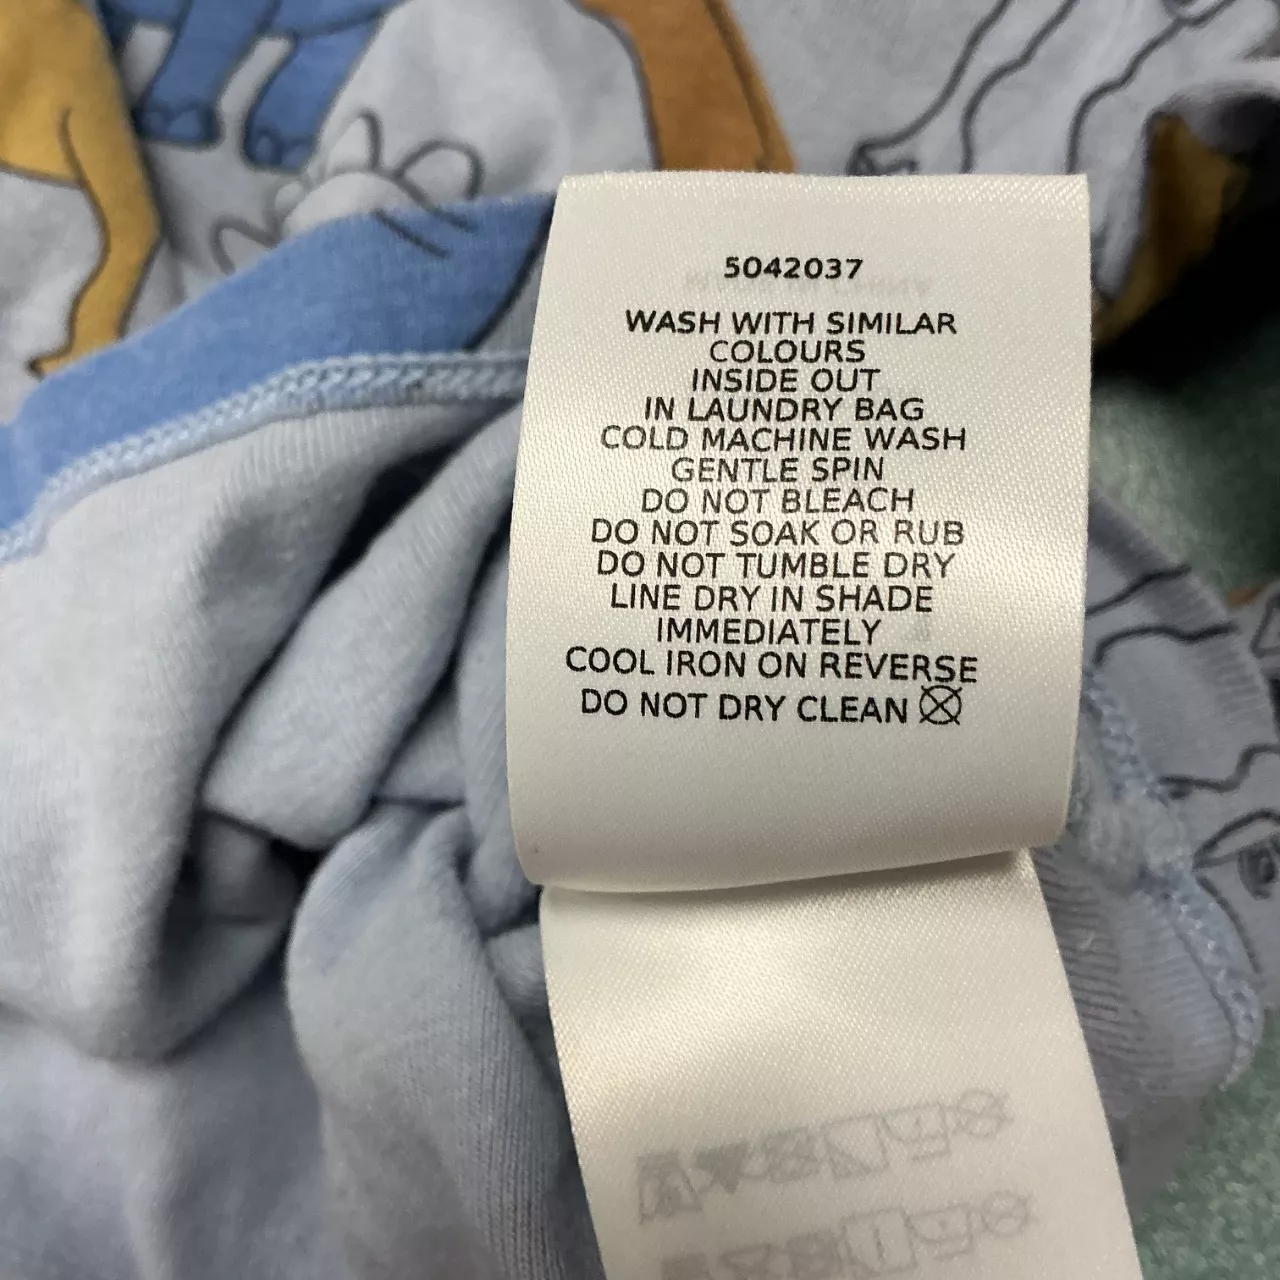 5042037
WASH WITH SIMILAR
COLOURS
INSIDE OUT
IN LAUNDRY BAG
COLD MACHINE WASH
GENTLE SPIN
DO NOT BLEACH
DO NOT SOAK OR RUB
DO NOT TUMBLE DRY
LINE DRY IN SHADE
IMMEDIATELY
COOL IRON ON REVERSE
DO NOT DRY CLEAN